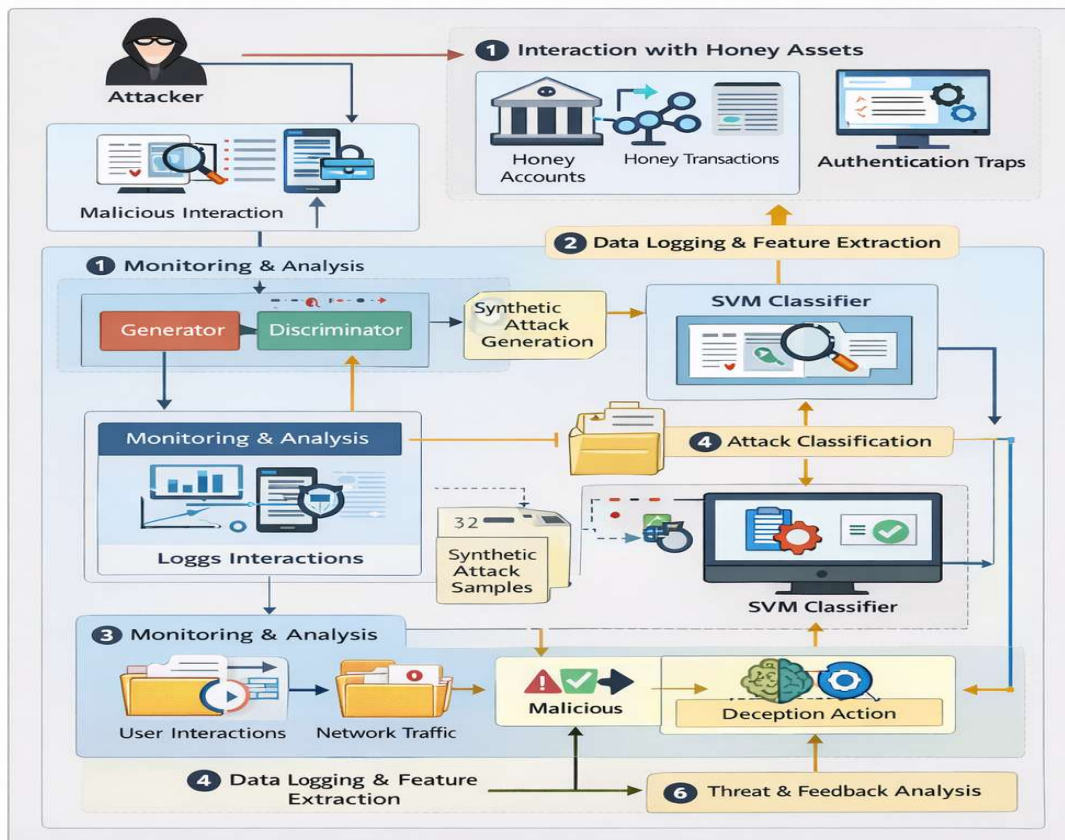 Attacker
1 Interaction with Honey Assets
Honey
Accounts
Honey Transactions
Authentication Traps
Malicious Interaction
2 Data Logging & Feature Extraction
1 Monitoring & Analysis
Generator
Discriminator
Synthetic
Attack
Generation
SVM Classifier
Monitoring & Analysis
Loggs Interactions
4 Attack Classification
32
Synthetic
Attack
Samples
SVM Classifier
3 Monitoring & Analysis
User Interactions
Network Traffic
Malicious
Deception Action
4 Data Logging & Feature
Extraction
6 Threat & Feedback Analysis